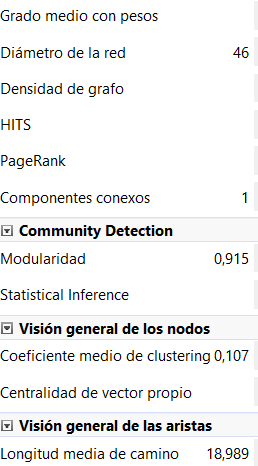 Grado medio con pesos
Diámetro de la red 46
Densidad de grafo
HITS
PageRank
Componentes conexos 1
Community Detection
Modularidad 0,915
Statistical Inference
Visión general de los nodos
Coeficiente medio de clustering 0,107
Centralidad de vector propio
Visión general de las aristas
Longitud media de camino 18,989